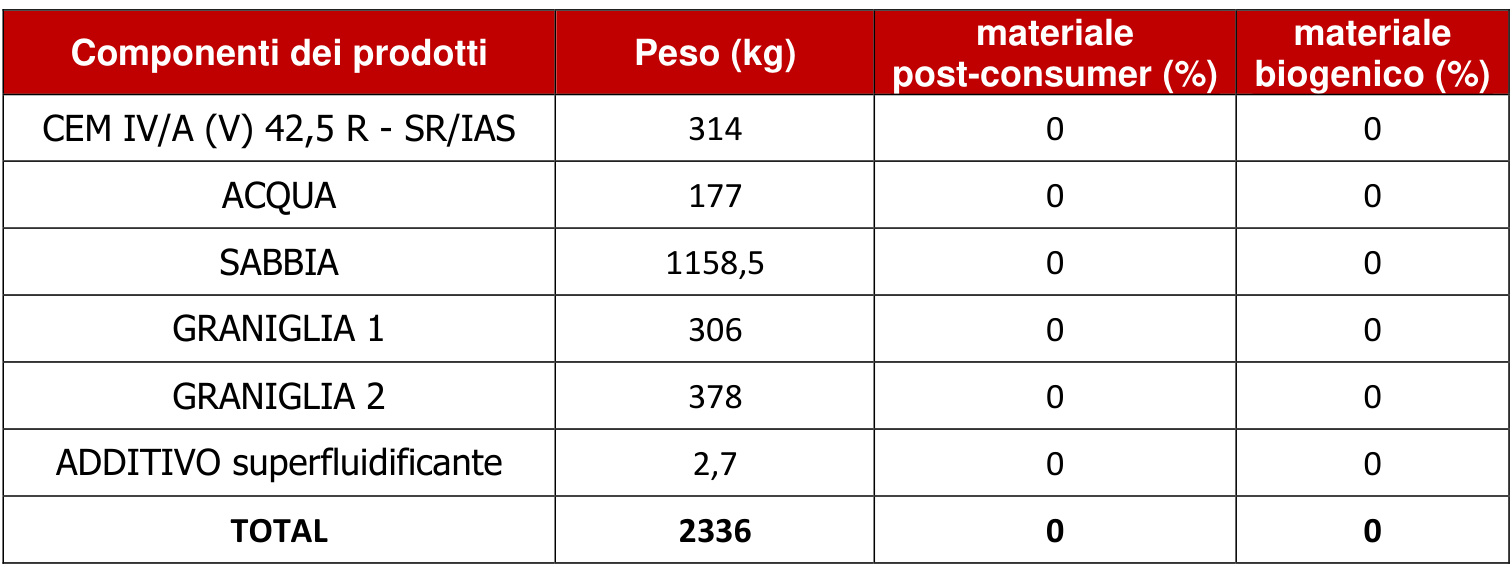 Componenti dei prodotti Peso (kg) materiale post-consumer (%) materiale biogenico (%)
CEM IV/A (V) 42,5 R - SR/IAS 314 0 0
ACQUA 177 0 0
SABBIA 1158,5 0 0
GRANIGLIA 1 306 0 0
GRANIGLIA 2 378 0 0
ADDITIVO superfluidificante 2,7 0 0
TOTAL 2336 0 0